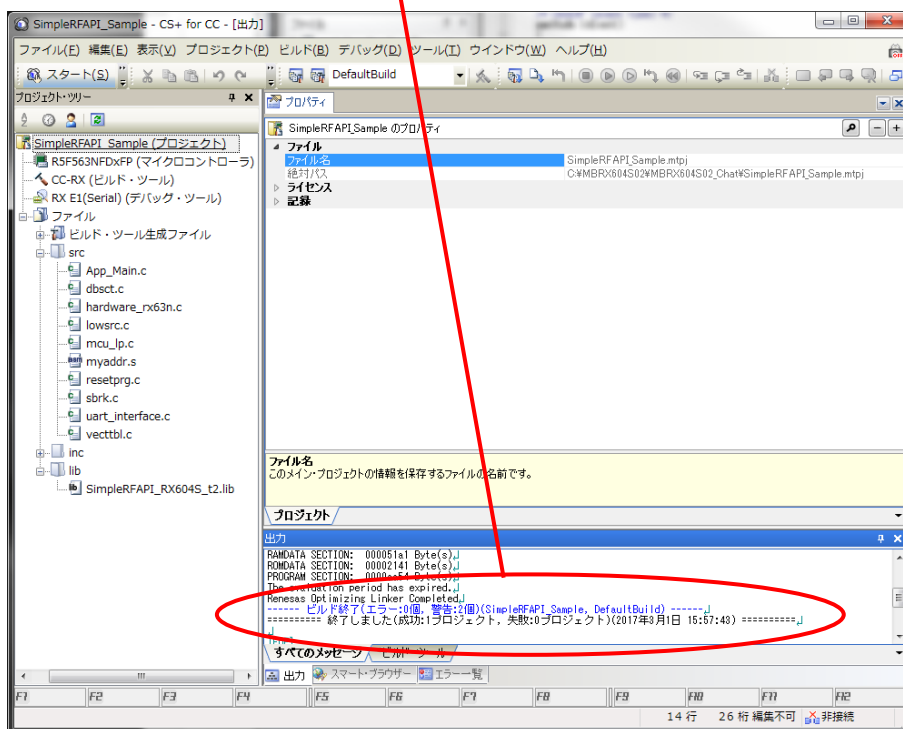 SimpleRFAPI_Sample - CS+ for CC - [出力]
ファイル(F) 編集(E) 表示(V) プロジェクト(P) ビルド(B) デバッグ(D) ツール(T) ウインドウ(W) ヘルプ(H)
スタート(S) DefaultBuild
プロジェクト・ツリー
SimpleRFAPI_Sample (プロジェクト)
R5F563NFDxFP (マイクロコントローラ)
CC-RX (ビルド・ツール)
RX E1(Serial) (デバッグ・ツール)
ファイル
ビルド・ツール生成ファイル
src
App_Main.c
dbsct.c
hardware_rx63n.c
lowsrc.c
mcu_lp.c
myaddr.s
resetprg.c
sbrk.c
uart_interface.c
vecttbl.c
inc
lib
SimpleRFAPI_RX604S_t2.lib
プロパティ
SimpleRFAPI_Sample のプロパティ
ファイル
ファイル名 SimpleRFAPI_Sample.mtpj
絶対パス C:¥MBRX604S02¥MBRX604S02_Chat¥SimpleRFAPI_Sample.mtpj
ライセンス
記録
ファイル名
このメイン・プロジェクトの情報を保存するファイルの名前です。
プロジェクト
出力
RAMDATA SECTION: 000051a1 Byte(s)
ROMDATA SECTION: 00002141 Byte(s)
PROGRAM SECTION: Byte(s)
The evaluation period has expired.
Renesas Optimizing Linker Completed
------ ビルド終了(エラー:0個, 警告:2個)(SimpleRFAPI_Sample, DefaultBuild) ------
========== 終了しました(成功:1プロジェクト, 失敗:0プロジェクト)(2017年3月1日 15:57:43) ==========
[EOF]
すべてのメッセージ ビルド・ツール
出力 スマート・ブラウザー エラー一覧
F1 F2 F3 F4 F5 F6 F7 F8 F9 F10 F11 F12
14 行 26 桁 編集不可 非接続